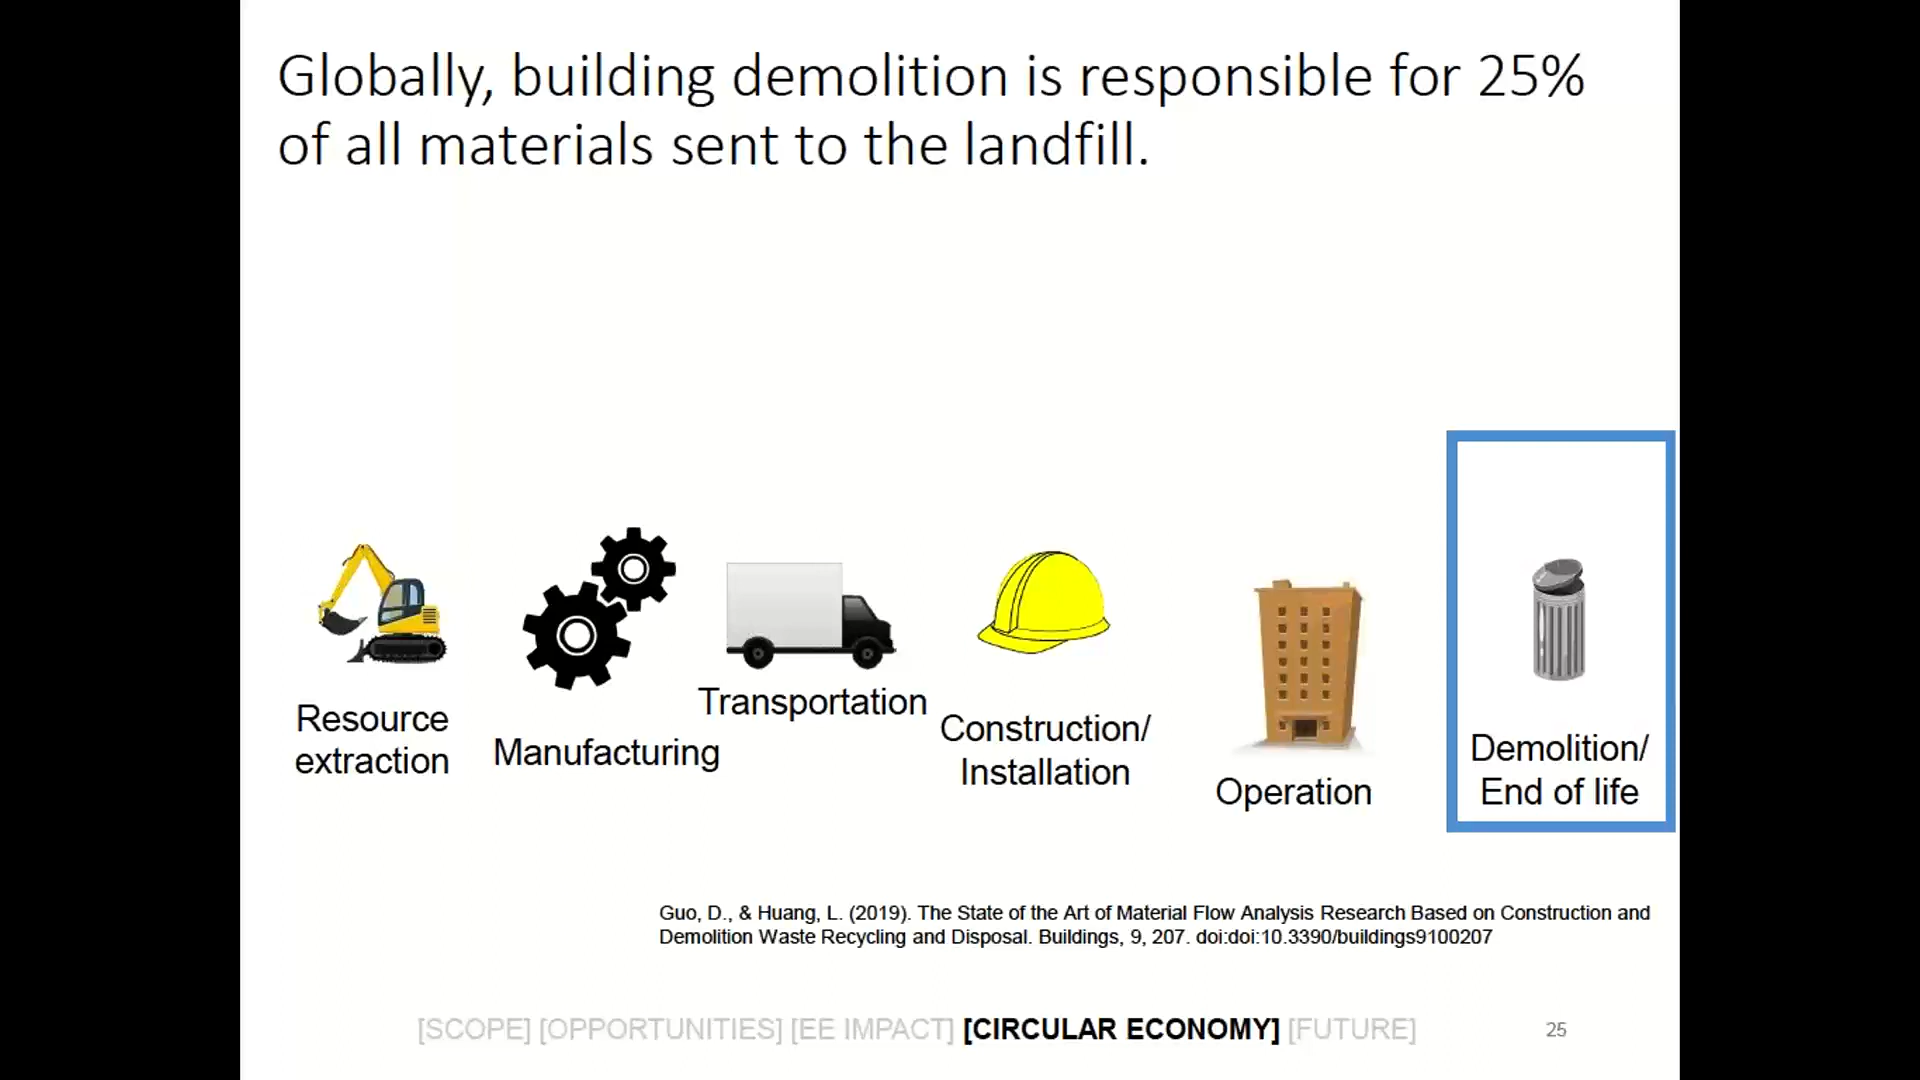 Globally, building demolition is responsible for 25%
of all materials sent to the landfill.
Resource
extraction
Manufacturing
Transportation
Construction/
Installation
Operation
Demolition/
End of life
Guo, D., & Huang, L. (2019). The State of the Art of Material Flow Analysis Research Based on Construction and
Demolition Waste Recycling and Disposal. Buildings, 9, 207. doi:doi:10.3390/buildings9100207
[SCOPE] [OPPORTUNITIES] [EE IMPACT] [CIRCULAR ECONOMY] [FUTURE]
25